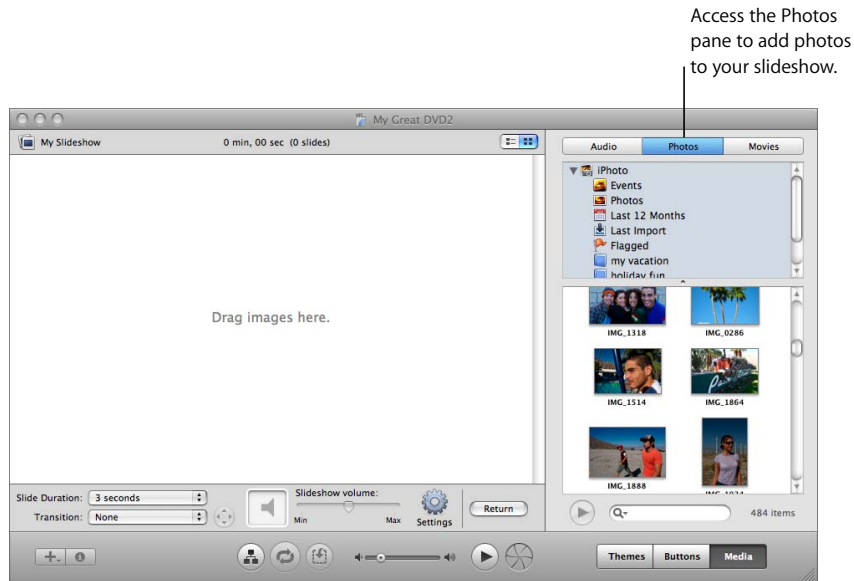 Access the Photos
pane to add photos
to your slideshow.
My Great DVD2
My Slideshow
0 min, 00 sec (0 slides)
Audio
Photos
Movies
iPhoto
Events
Photos
Last 12 Months
Last Import
Flagged
my vacation
holiday fun
Drag images here.
IMG_1318
IMG_0286
IMG_1514
IMG_1864
IMG_1888
Slide Duration: 3 seconds
Transition: None
Slideshow volume:
Min
Max
Settings
Return
484 items
Themes
Buttons
Media